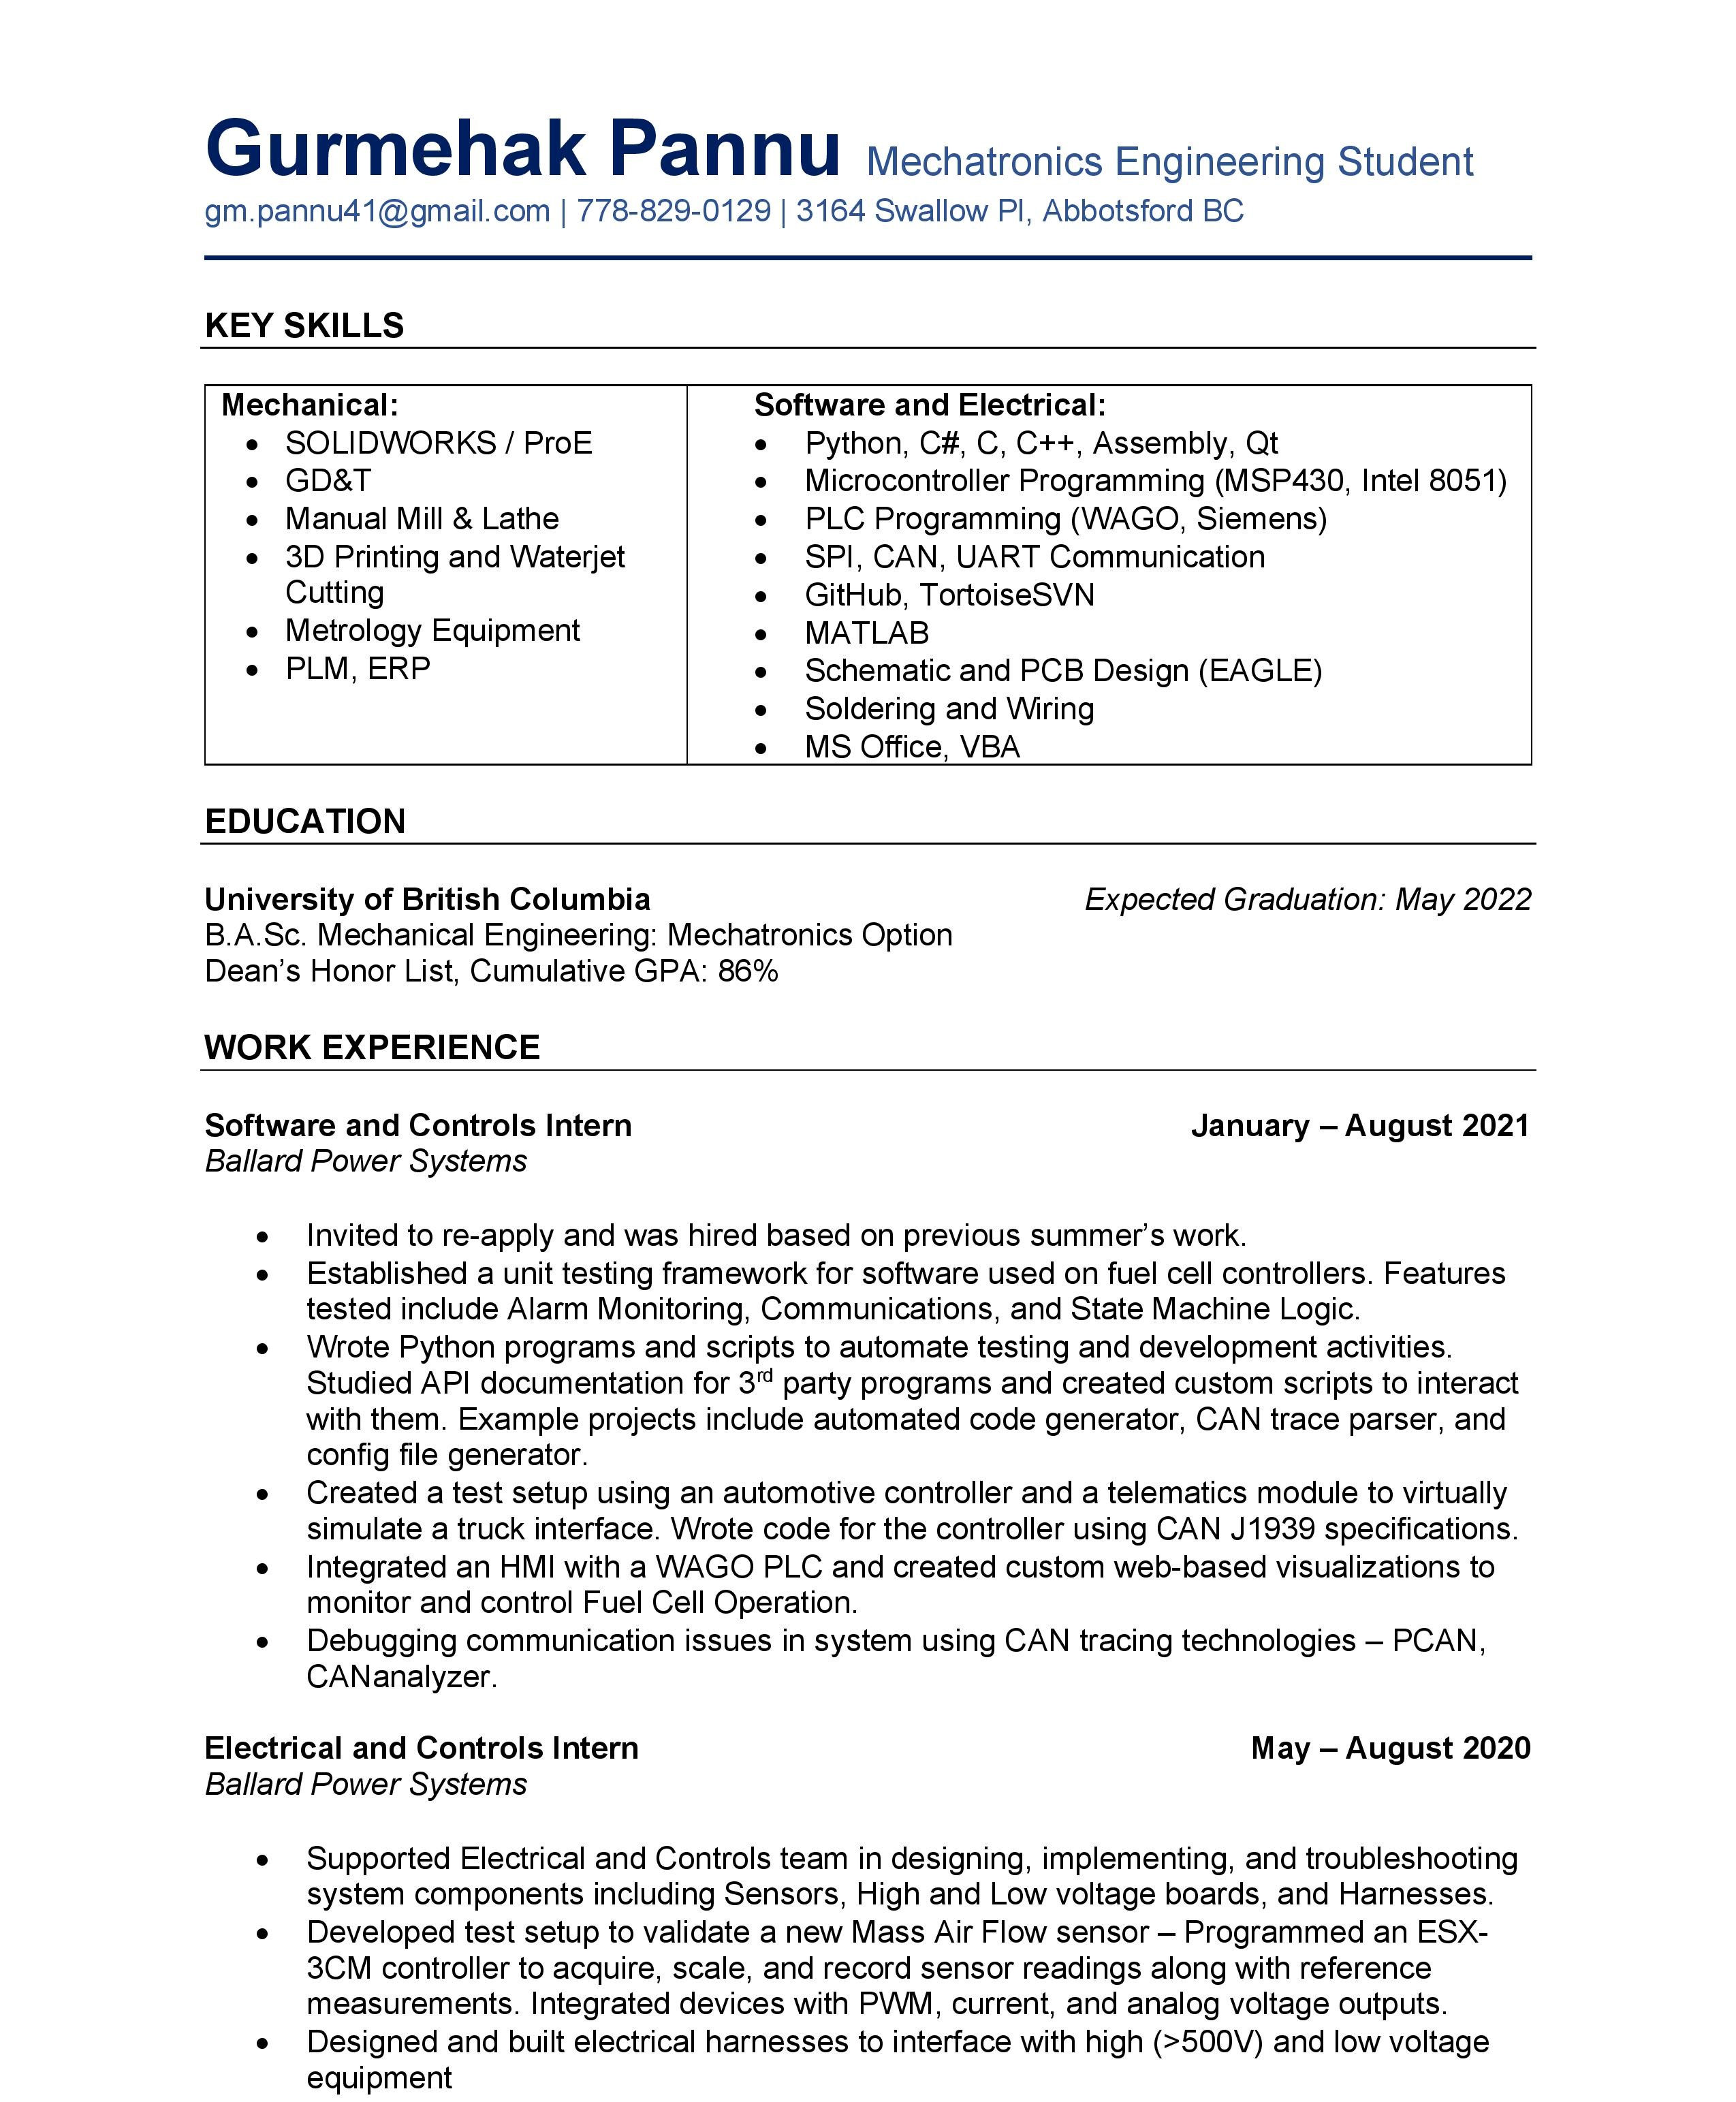 Gurmehak Pannu Mechatronics Engineering Student
gm.pannu41@gmail.com | 778-829-0129 | 3164 Swallow Pl, Abbotsford BC
KEY SKILLS
Mechanical:
• SOLIDWORKS / ProE
• GD&T
• Manual Mill & Lathe
• 3D Printing and Waterjet
Cutting
• Metrology Equipment
• PLM, ERP
Software and Electrical:
• Python, C#, C, C++, Assembly, Qt
• Microcontroller Programming (MSP430, Intel 8051)
• PLC Programming (WAGO, Siemens)
• SPI, CAN, UART Communication
• GitHub, TortoiseSVN
• MATLAB
• Schematic and PCB Design (EAGLE)
• Soldering and Wiring
• MS Office, VBA
EDUCATION
University of British Columbia Expected Graduation: May 2022
B.A.Sc. Mechanical Engineering: Mechatronics Option
Dean’s Honor List, Cumulative GPA: 86%
WORK EXPERIENCE
Software and Controls Intern January – August 2021
Ballard Power Systems
• Invited to re-apply and was hired based on previous summer’s work.
• Established a unit testing framework for software used on fuel cell controllers. Features
tested include Alarm Monitoring, Communications, and State Machine Logic.
• Wrote Python programs and scripts to automate testing and development activities.
Studied API documentation for 3rd party programs and created custom scripts to interact
with them. Example projects include automated code generator, CAN trace parser, and
config file generator.
• Created a test setup using an automotive controller and a telematics module to virtually
simulate a truck interface. Wrote code for the controller using CAN J1939 specifications.
• Integrated an HMI with a WAGO PLC and created custom web-based visualizations to
monitor and control Fuel Cell Operation.
• Debugging communication issues in system using CAN tracing technologies – PCAN,
CANanalyzer.
Electrical and Controls Intern May – August 2020
Ballard Power Systems
• Supported Electrical and Controls team in designing, implementing, and troubleshooting
system components including Sensors, High and Low voltage boards, and Harnesses.
• Developed test setup to validate a new Mass Air Flow sensor – Programmed an ESX-
3CM controller to acquire, scale, and record sensor readings along with reference
measurements. Integrated devices with PWM, current, and analog voltage outputs.
• Designed and built electrical harnesses to interface with high (>500V) and low voltage
equipment